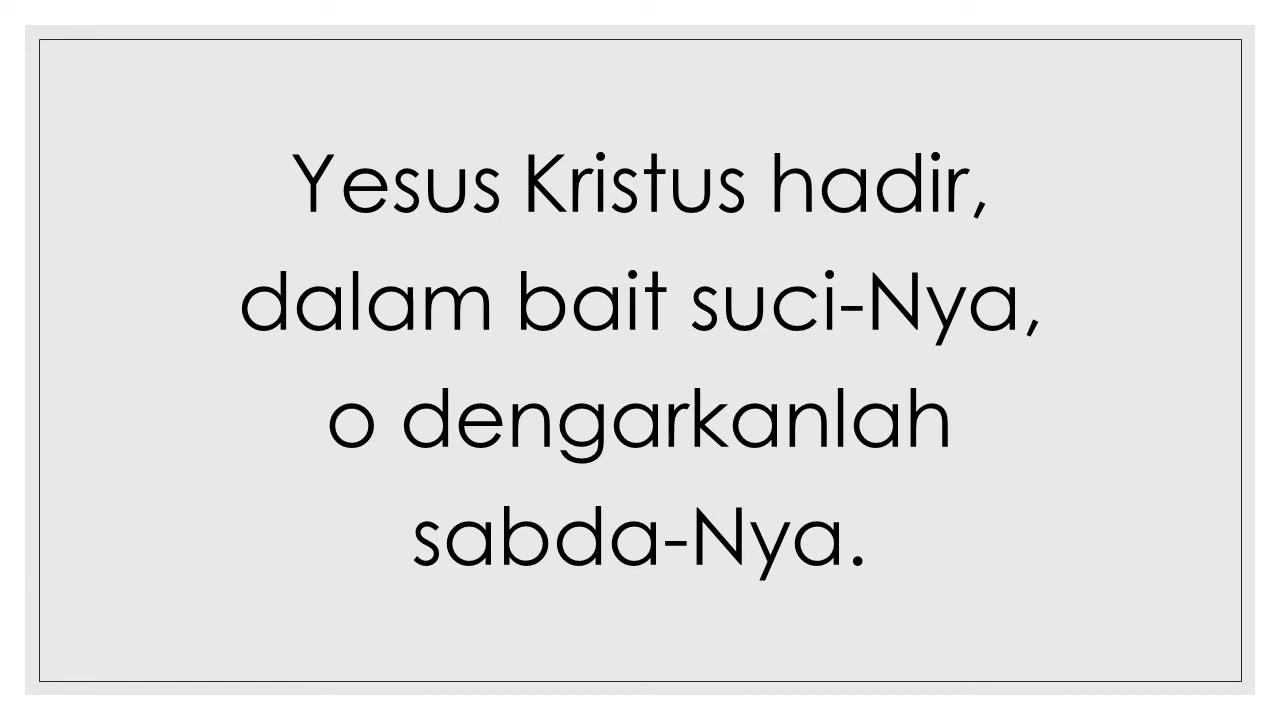 Yesus Kristus hadir,
dalam bait suci-Nya,
o dengarkanlah
sabda-Nya.